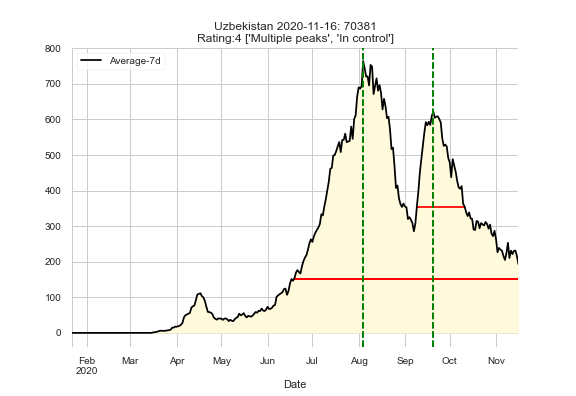 Uzbekistan 2020-11-16: 70381
Rating:4 ['Multiple peaks', 'In control']
Average-7d
800
700
600
500
400
300
200
100
0
Feb Mar Apr May Jun Jul Aug Sep Oct Nov
2020
Date